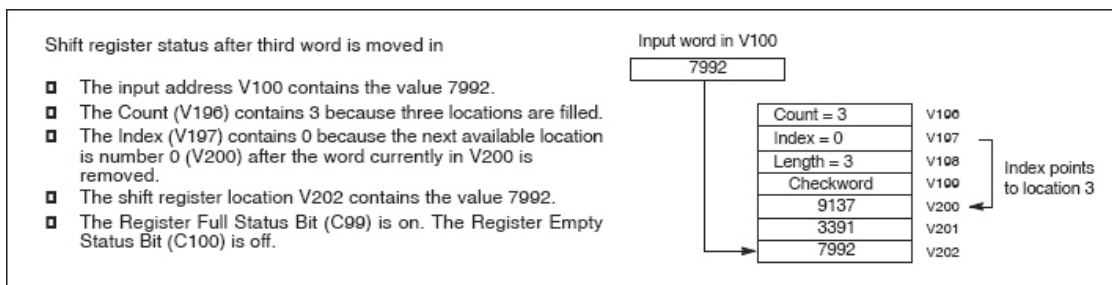 Shift register status after third word is moved in
The input address V100 contains the value 7992.
The Count (V196) contains 3 because three locations are filled.
The Index (V197) contains 0 because the next available location
is number 0 (V200) after the word currently in V200 is
removed.
The shift register location V202 contains the value 7992.
The Register Full Status Bit (C99) is on. The Register Empty
Status Bit (C100) is off.
Input word in V100
7992
Count = 3 V196
Index = 0 V197
Length = 3 V198
Checkword V199
9137 V200
3391 V201
7992 V202
Index points
to location 3